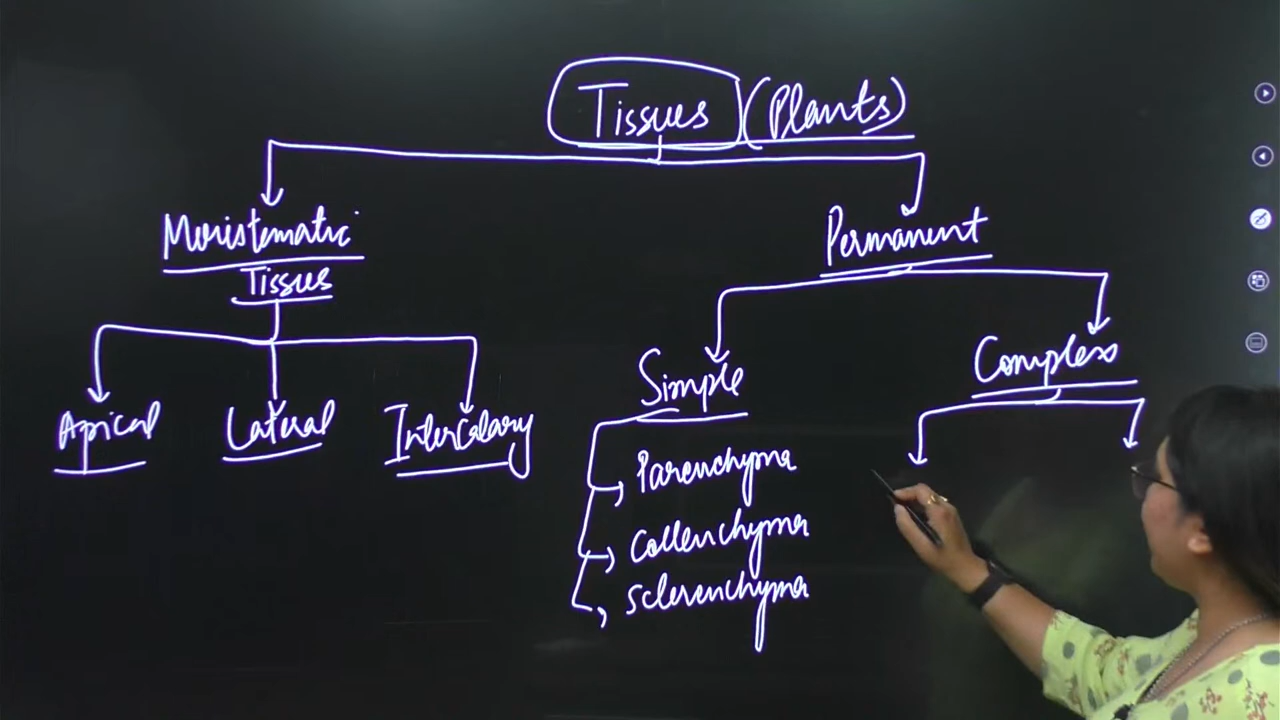 Tissues (Plants)
Meristematic
Tissues
Permanent
Apical Lateral Intercalary
Simple
Complex
Parenchyma
Collenchyma
Sclerenchyma